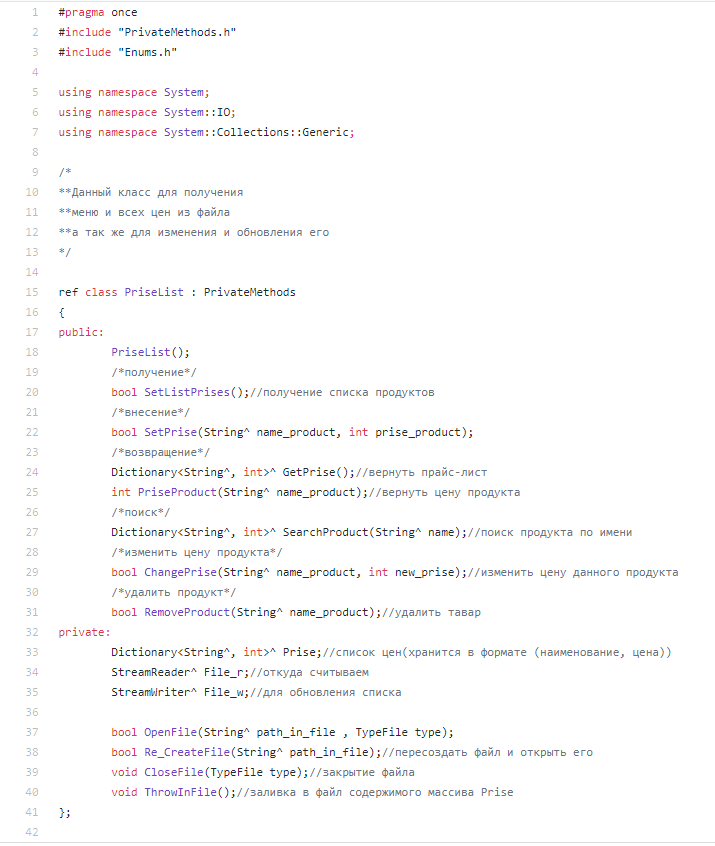 1 #pragma once
2 #include "PrivateMethods.h"
3 #include "Enums.h"
4
5 using namespace System;
6 using namespace System::IO;
7 using namespace System::Collections::Generic;
8
9 /*
10 **Данный класс для получения
11 **меню и всех цен из файла
12 **а так же для изменения и обновления его
13 */
14
15 ref class PriseList : PrivateMethods
16 {
17 public:
18 PriseList();
19 /*получение*/
20 bool SetListPrises();//получение списка продуктов
21 /*внесение*/
22 bool SetPrise(String^ name_product, int prise_product);
23 /*возвращение*/
24 Dictionary<String^, int>^ GetPrise();//вернуть прайс-лист
25 int PriseProduct(String^ name_product);//вернуть цену продукта
26 /*поиск*/
27 Dictionary<String^, int>^ SearchProduct(String^ name);//поиск продукта по имени
28 /*изменить цену продукта*/
29 bool ChangePrise(String^ name_product, int new_prise);//изменить цену данного продукта
30 /*удалить продукт*/
31 bool RemoveProduct(String^ name_product);//удалить тавар
32 private:
33 Dictionary<String^, int>^ Prise;//список цен(хранится в формате (наименование, цена))
34 StreamReader^ File_r;//откуда считываем
35 StreamWriter^ File_w;//для обновления списка
36
37 bool OpenFile(String^ path_in_file , TypeFile type);
38 bool Re_CreateFile(String^ path_in_file);//пересоздать файл и открыть его
39 void CloseFile(TypeFile type);//закрытие файла
40 void ThrowInFile();//заливка в файл содержимого массива Prise
41 };
42